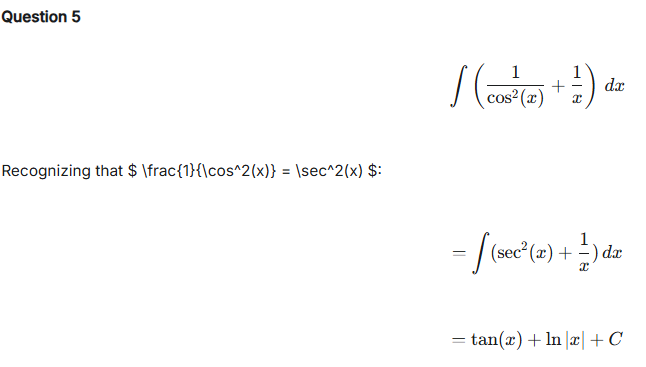 Question 5
∫ ( 1/cos²(x) + 1/x ) dx
Recognizing that $ \frac{1}{\cos^2(x)} = \sec^2(x) $:
= ∫ (sec²(x) + 1/x) dx
= tan(x) + ln |x| + C